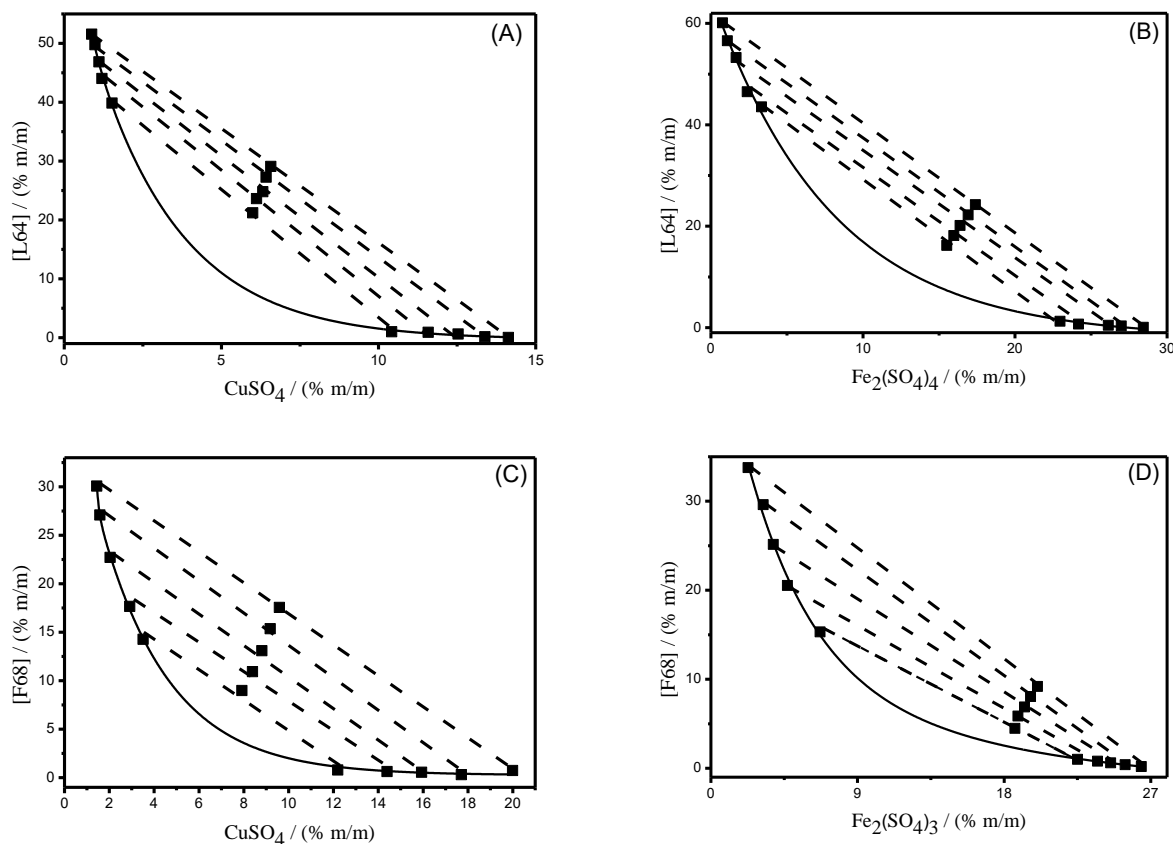 (A)
50
40
30
20
10
0
[L64] / (% m/m)
0 5 10 15
CuSO4 / (% m/m)
(B)
60
40
20
0
[L64] / (% m/m)
0 10 20 30
Fe2(SO4)4 / (% m/m)
(C)
30
25
20
15
10
5
0
[F68] / (% m/m)
0 2 4 6 8 10 12 14 16 18 20
CuSO4 / (% m/m)
(D)
30
20
10
0
[F68] / (% m/m)
0 9 18 27
Fe2(SO4)3 / (% m/m)